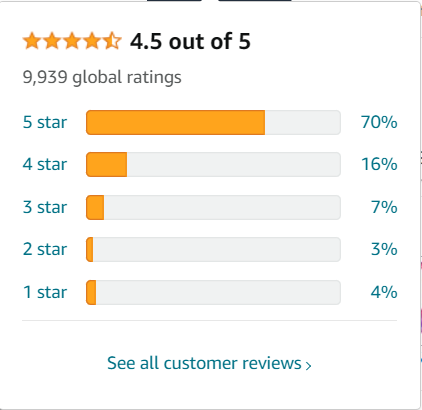 4.5 out of 5
9,939 global ratings
5 star 70%
4 star 16%
3 star 7%
2 star 3%
1 star 4%
See all customer reviews ›